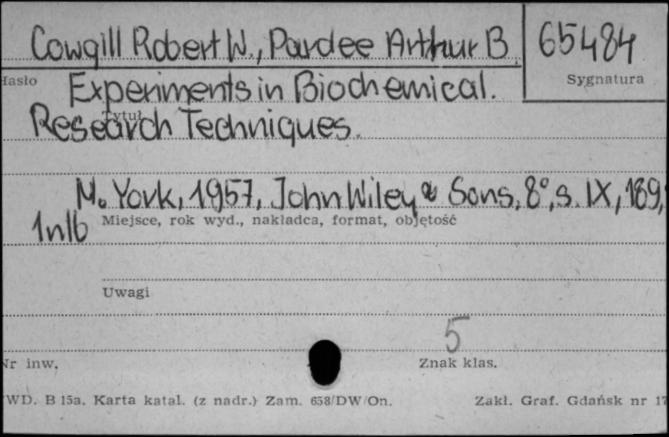 Cowgill Robert W., Pardee Arthur B.
65484
Hasło
Sygnatura
Experiments in Biochemical.
Tytuł
Research Techniques.
N. York, 1957, John Wiley & Sons, 8°, s. IX, 189,
1nlb
Miejsce, rok wyd., nakładca, format, objętość
Uwagi
5
Nr inw.
Znak klas.
WD. B 15a. Karta katal. (z nadr.) Zam. 658/DW/On.
Zakł. Graf. Gdańsk nr 17